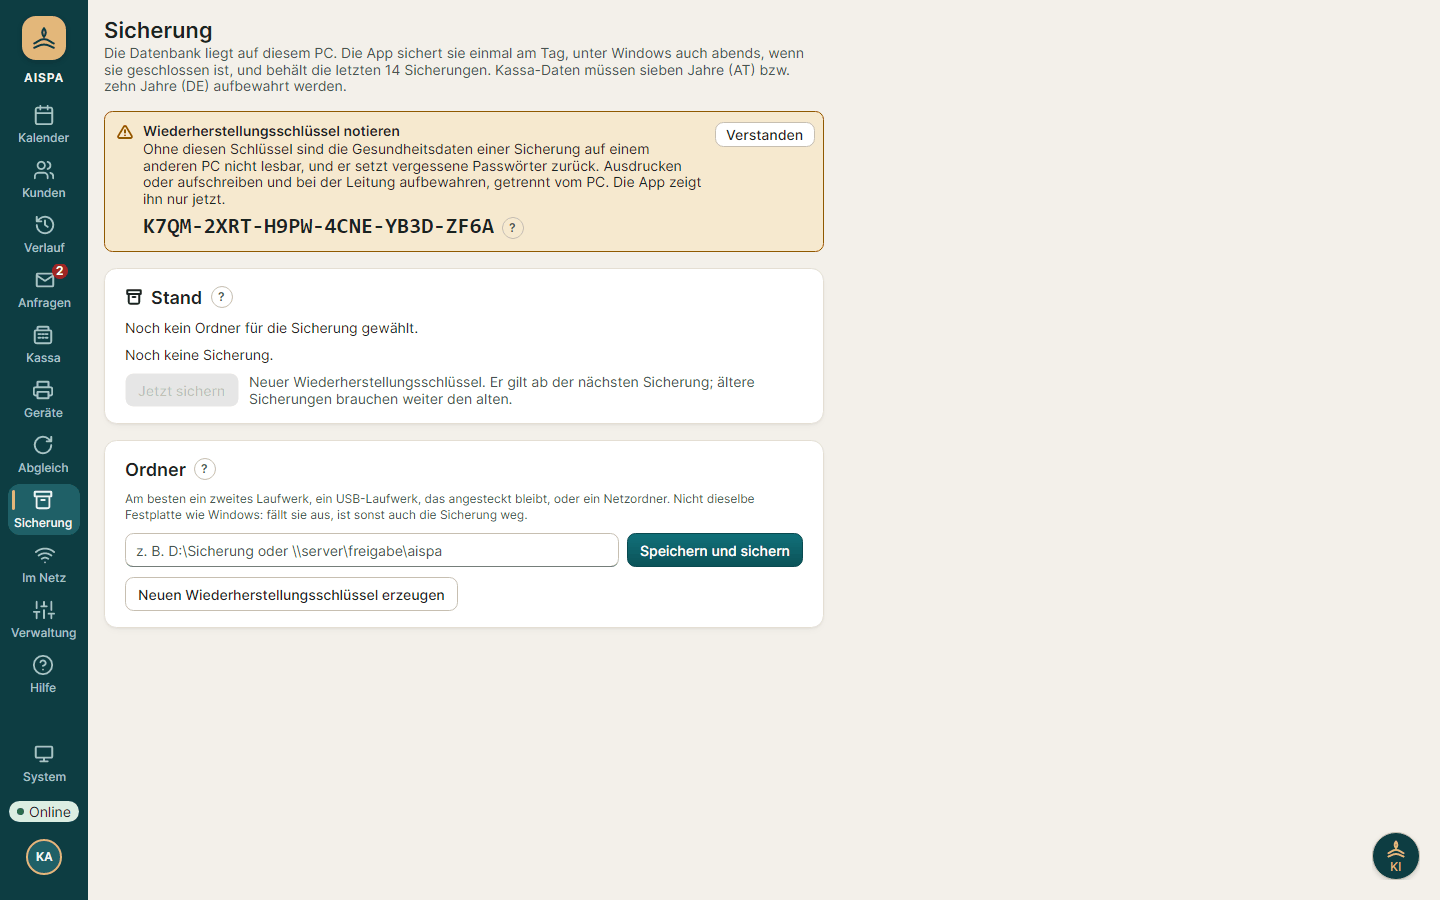 AISPA
Kalender
Kunden
Verlauf
2
Anfragen
Kassa
Geräte
Abgleich
Sicherung
Im Netz
Verwaltung
Hilfe
System
Online
KA
Sicherung
Die Datenbank liegt auf diesem PC. Die App sichert sie einmal am Tag, unter Windows auch abends, wenn
sie geschlossen ist, und behält die letzten 14 Sicherungen. Kassa-Daten müssen sieben Jahre (AT) bzw.
zehn Jahre (DE) aufbewahrt werden.
Wiederherstellungsschlüssel notieren
Verstanden
Ohne diesen Schlüssel sind die Gesundheitsdaten einer Sicherung auf einem
anderen PC nicht lesbar, und er setzt vergessene Passwörter zurück. Ausdrucken
oder aufschreiben und bei der Leitung aufbewahren, getrennt vom PC. Die App zeigt
ihn nur jetzt.
K7QM-2XRT-H9PW-4CNE-YB3D-ZF6A ?
Stand ?
Noch kein Ordner für die Sicherung gewählt.
Noch keine Sicherung.
Jetzt sichern
Neuer Wiederherstellungsschlüssel. Er gilt ab der nächsten Sicherung; ältere
Sicherungen brauchen weiter den alten.
Ordner ?
Am besten ein zweites Laufwerk, ein USB-Laufwerk, das angesteckt bleibt, oder ein Netzordner. Nicht dieselbe
Festplatte wie Windows: fällt sie aus, ist sonst auch die Sicherung weg.
z. B. D:\Sicherung oder \\server\freigabe\aispa
Speichern und sichern
Neuen Wiederherstellungsschlüssel erzeugen
KI